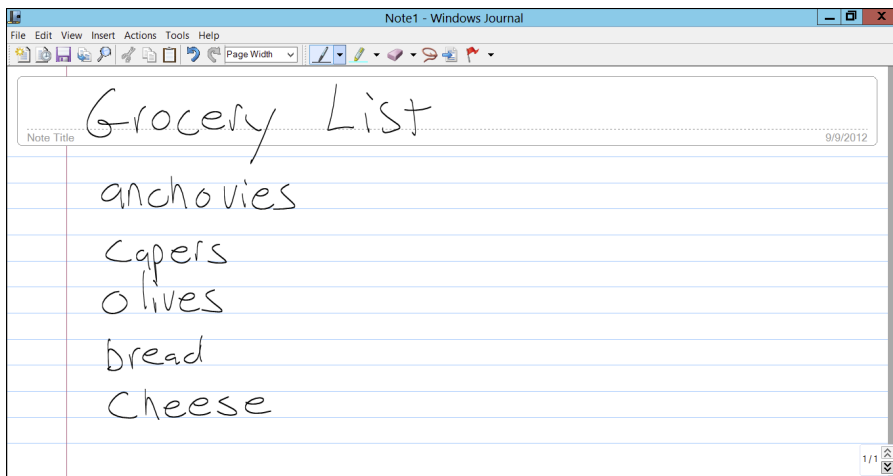 Note1 - Windows Journal
File Edit View Insert Actions Tools Help
Page Width
Grocery List
Note Title
9/9/2012
anchovies
Capers
olives
bread
Cheese
1/1